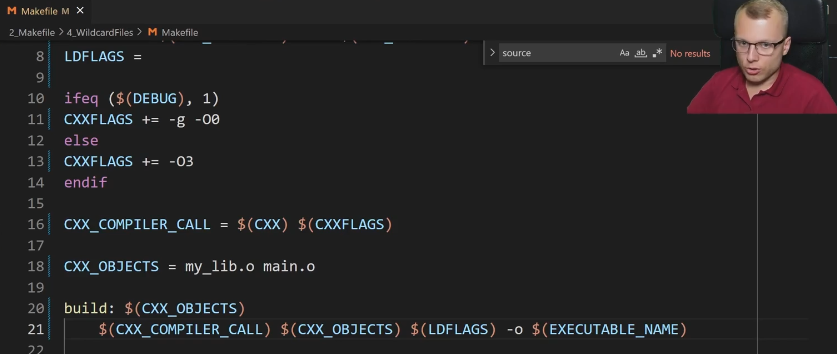 Makefile M ×
2_Makefile > 4_WildcardFiles > M Makefile
> source Aa ab .* No results
8 LDFLAGS =
9
10 ifeq ($(DEBUG), 1)
11 CXXFLAGS += -g -O0
12 else
13 CXXFLAGS += -O3
14 endif
15
16 CXX_COMPILER_CALL = $(CXX) $(CXXFLAGS)
17
18 CXX_OBJECTS = my_lib.o main.o
19
20 build: $(CXX_OBJECTS)
21 $(CXX_COMPILER_CALL) $(CXX_OBJECTS) $(LDFLAGS) -o $(EXECUTABLE_NAME)
22